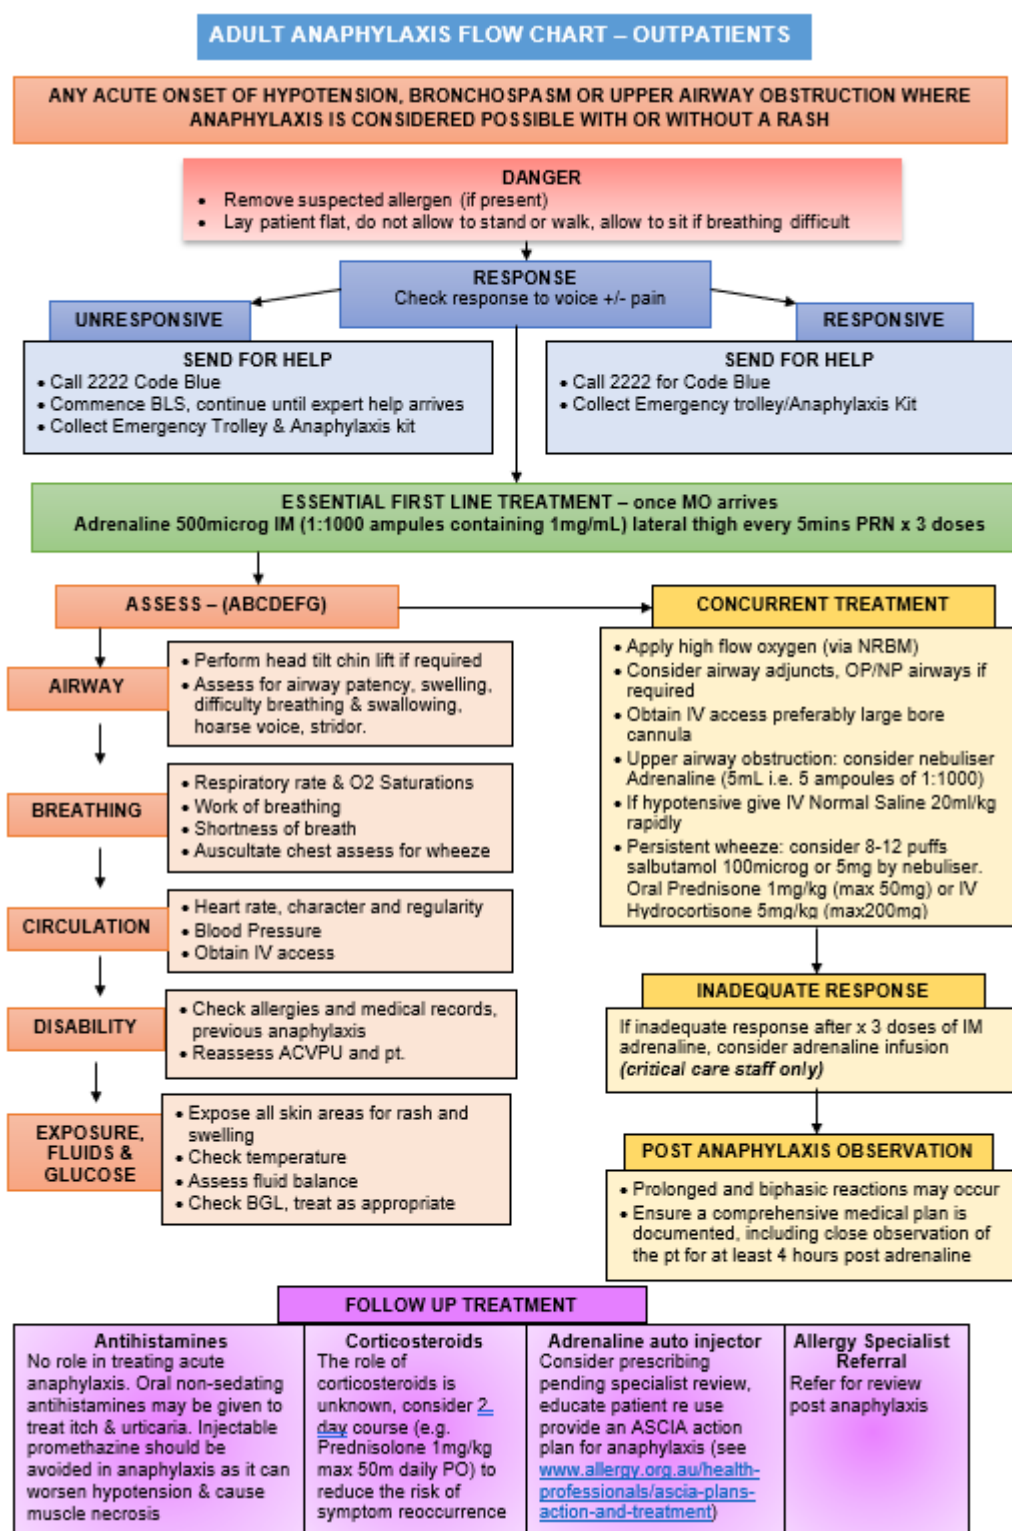 ADULT ANAPHYLAXIS FLOW CHART – OUTPATIENTS
ANY ACUTE ONSET OF HYPOTENSION, BRONCHOSPASM OR UPPER AIRWAY OBSTRUCTION WHERE
ANAPHYLAXIS IS CONSIDERED POSSIBLE WITH OR WITHOUT A RASH
DANGER
• Remove suspected allergen (if present)
• Lay patient flat, do not allow to stand or walk, allow to sit if breathing difficult
RESPONSE
Check response to voice +/- pain
UNRESPONSIVE
SEND FOR HELP
• Call 2222 Code Blue
• Commence BLS, continue until expert help arrives
• Collect Emergency Trolley & Anaphylaxis kit
RESPONSIVE
SEND FOR HELP
• Call 2222 for Code Blue
• Collect Emergency trolley/Anaphylaxis Kit
ESSENTIAL FIRST LINE TREATMENT – once MO arrives
Adrenaline 500microg IM (1:1000 ampules containing 1mg/mL) lateral thigh every 5mins PRN x 3 doses
ASSESS – (ABCDEFG)
AIRWAY
• Perform head tilt chin lift if required
• Assess for airway patency, swelling,
difficulty breathing & swallowing,
hoarse voice, stridor.
BREATHING
• Respiratory rate & O2 Saturations
• Work of breathing
• Shortness of breath
• Auscultate chest assess for wheeze
CIRCULATION
• Heart rate, character and regularity
• Blood Pressure
• Obtain IV access
DISABILITY
• Check allergies and medical records,
previous anaphylaxis
• Reassess ACVPU and pt.
EXPOSURE,
FLUIDS &
GLUCOSE
• Expose all skin areas for rash and
swelling
• Check temperature
• Assess fluid balance
• Check BGL, treat as appropriate
CONCURRENT TREATMENT
• Apply high flow oxygen (via NRBM)
• Consider airway adjuncts, OP/NP airways if
required
• Obtain IV access preferably large bore
cannula
• Upper airway obstruction: consider nebuliser
Adrenaline (5mL i.e. 5 ampoules of 1:1000)
• If hypotensive give IV Normal Saline 20ml/kg
rapidly
• Persistent wheeze: consider 8-12 puffs
salbutamol 100microg or 5mg by nebuliser.
Oral Prednisone 1mg/kg (max 50mg) or IV
Hydrocortisone 5mg/kg (max200mg)
INADEQUATE RESPONSE
If inadequate response after x 3 doses of IM
adrenaline, consider adrenaline infusion
(critical care staff only)
POST ANAPHYLAXIS OBSERVATION
• Prolonged and biphasic reactions may occur
• Ensure a comprehensive medical plan is
documented, including close observation of
the pt for at least 4 hours post adrenaline
FOLLOW UP TREATMENT
Antihistamines
No role in treating acute
anaphylaxis. Oral non-sedating
antihistamines may be given to
treat itch & urticaria. Injectable
promethazine should be
avoided in anaphylaxis as it can
worsen hypotension & cause
muscle necrosis
Corticosteroids
The role of
corticosteroids is
unknown, consider 2
day course (e.g.
Prednisolone 1mg/kg
max 50m daily PO) to
reduce the risk of
symptom reoccurrence
Adrenaline auto injector
Consider prescribing
pending specialist review,
educate patient re use
provide an ASCIA action
plan for anaphylaxis (see
www.allergy.org.au/health-
professionals/ascia-plans-
action-and-treatment)
Allergy Specialist
Referral
Refer for review
post anaphylaxis